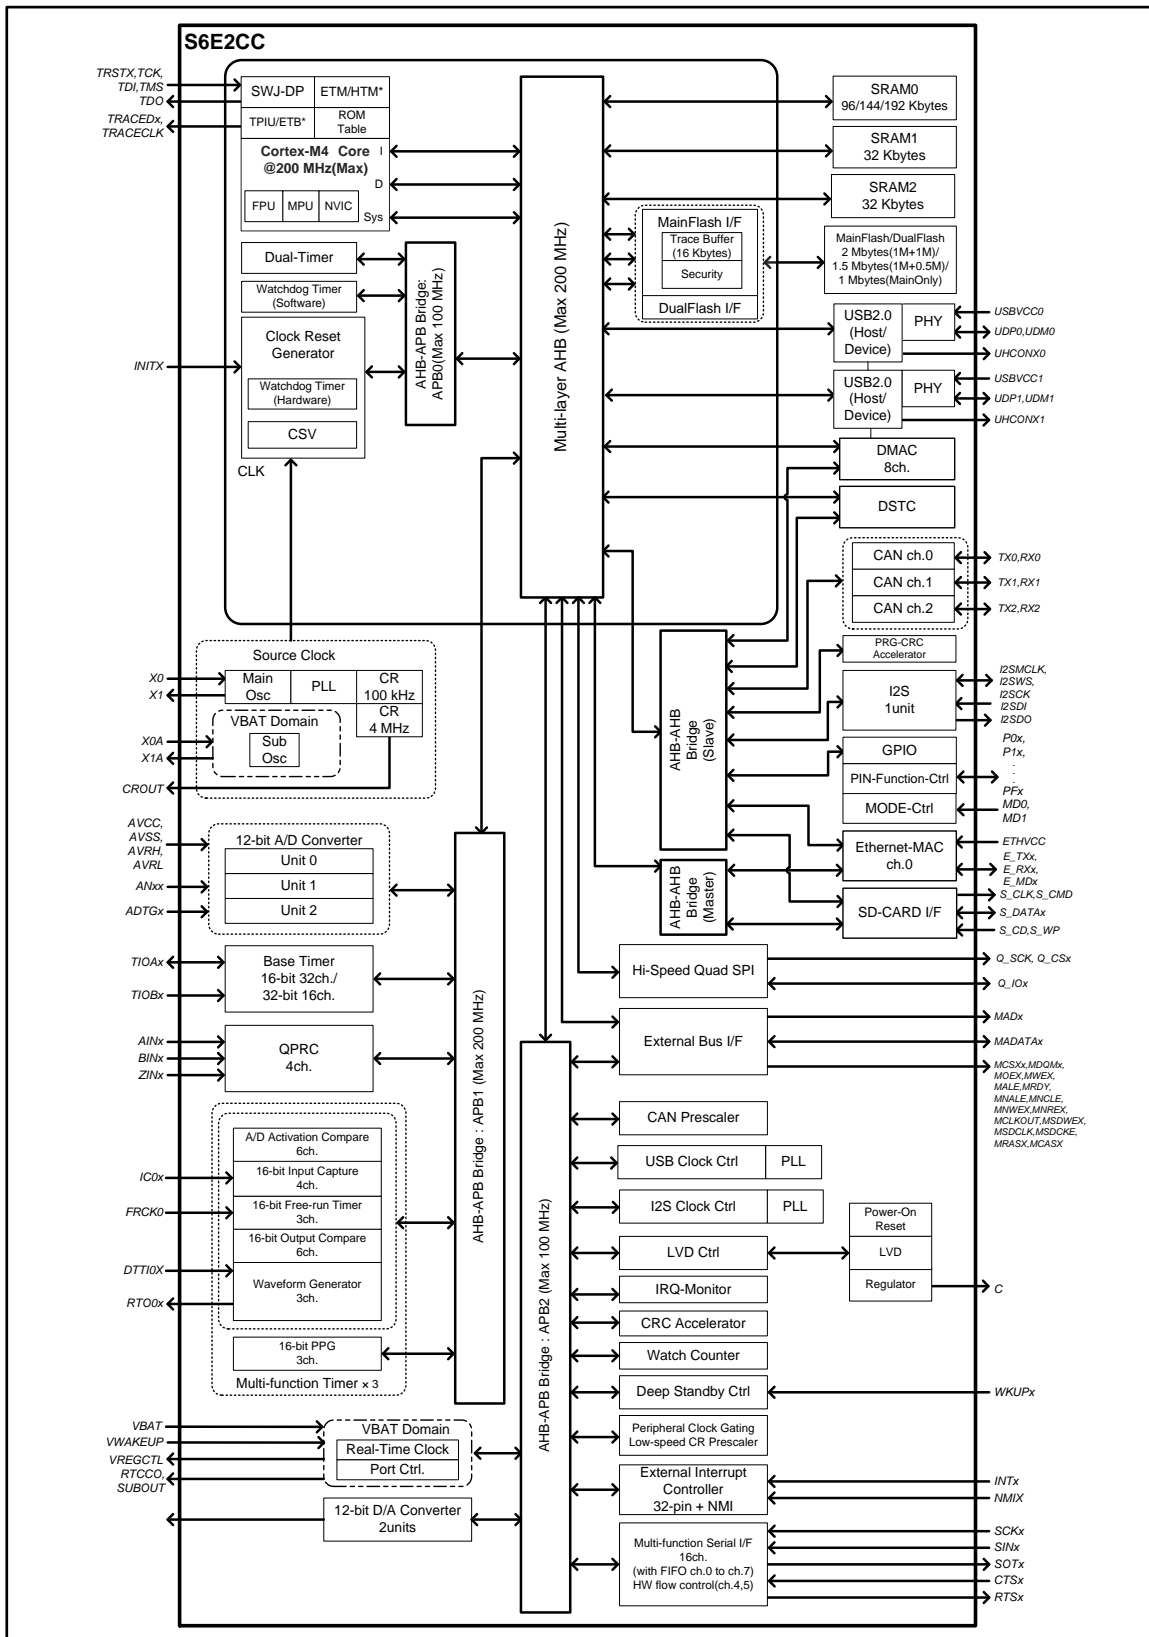 S6E2CC
TRSTX,TCK,
TDI,TMS
TDO
TRACEDx,
TRACECLK
SWJ-DP
ETM/HTM*
TPIU/ETB*
ROM
Table
Cortex-M4 Core
@200 MHz(Max)
I
D
Sys
FPU
MPU
NVIC
Dual-Timer
Watchdog Timer
(Software)
Clock Reset
Generator
Watchdog Timer
(Hardware)
CSV
CLK
INITX
AHB-APB Bridge:
APB0(Max 100 MHz)
Multi-layer AHB (Max 200 MHz)
MainFlash I/F
Trace Buffer
(16 Kbytes)
Security
DualFlash I/F
SRAM0
96/144/192 Kbytes
SRAM1
32 Kbytes
SRAM2
32 Kbytes
MainFlash/DualFlash
2 Mbytes(1M+1M)/
1.5 Mbytes(1M+0.5M)/
1 Mbytes(MainOnly)
USB2.0
(Host/
Device)
PHY
USBVCC0
UDP0,UDM0
UHCONX0
USB2.0
(Host/
Device)
PHY
USBVCC1
UDP1,UDM1
UHCONX1
DMAC
8ch.
DSTC
CAN ch.0
CAN ch.1
CAN ch.2
TX0,RX0
TX1,RX1
TX2,RX2
PRG-CRC
Accelerator
I2S
1unit
I2SMCLK,
I2SWS,
I2SCK
I2SDI
I2SDO
GPIO
PIN-Function-Ctrl
MODE-Ctrl
P0x,
P1x,
.
.
.
PFx
MD0,
MD1
Ethernet-MAC
ch.0
ETHVCC
E_TXx,
E_RXx,
E_MDx
SD-CARD I/F
S_CLK,S_CMD
S_DATAx
S_CD,S_WP
AHB-AHB
Bridge
(Slave)
AHB-AHB
Bridge
(Master)
Source Clock
Main
Osc
PLL
CR
100 kHz
CR
4 MHz
VBAT Domain
Sub
Osc
X0
X1
X0A
X1A
CROUT
AVCC,
AVSS,
AVRH,
AVRL
ANxx
ADTGx
12-bit A/D Converter
Unit 0
Unit 1
Unit 2
TIOAx
TIOBx
Base Timer
16-bit 32ch./
32-bit 16ch.
AINx
BINx
ZINx
QPRC
4ch.
A/D Activation Compare
6ch.
16-bit Input Capture
4ch.
16-bit Free-run Timer
3ch.
16-bit Output Compare
6ch.
Waveform Generator
3ch.
16-bit PPG
3ch.
Multi-function Timer × 3
IC0x
FRCK0
DTTI0X
RTO0x
AHB-APB Bridge : APB1 (Max 200 MHz)
AHB-APB Bridge : APB2 (Max 100 MHz)
Hi-Speed Quad SPI
Q_SCK, Q_CSx
Q_IOx
External Bus I/F
MADx
MADATAx
MCSXx,MDQMx,
MOEX,MWEX,
MALE,MRDY,
MNALE,MNCLE,
MNWEX,MNREX,
MCLKOUT,MSDWEX,
MSDCLK,MSDCKE,
MRASX,MCASX
CAN Prescaler
USB Clock Ctrl
PLL
I2S Clock Ctrl
PLL
LVD Ctrl
Power-On
Reset
LVD
Regulator
C
IRQ-Monitor
CRC Accelerator
Watch Counter
Deep Standby Ctrl
WKUPx
Peripheral Clock Gating
Low-speed CR Prescaler
External Interrupt
Controller
32-pin + NMI
INTx
NMIX
Multi-function Serial I/F
16ch.
(with FIFO ch.0 to ch.7)
HW flow control(ch.4,5)
SCKx
SINx
SOTx
CTSx
RTSx
VBAT
VWAKEUP
VREGCTL
RTCCO,
SUBOUT
VBAT Domain
Real-Time Clock
Port Ctrl.
12-bit D/A Converter
2units